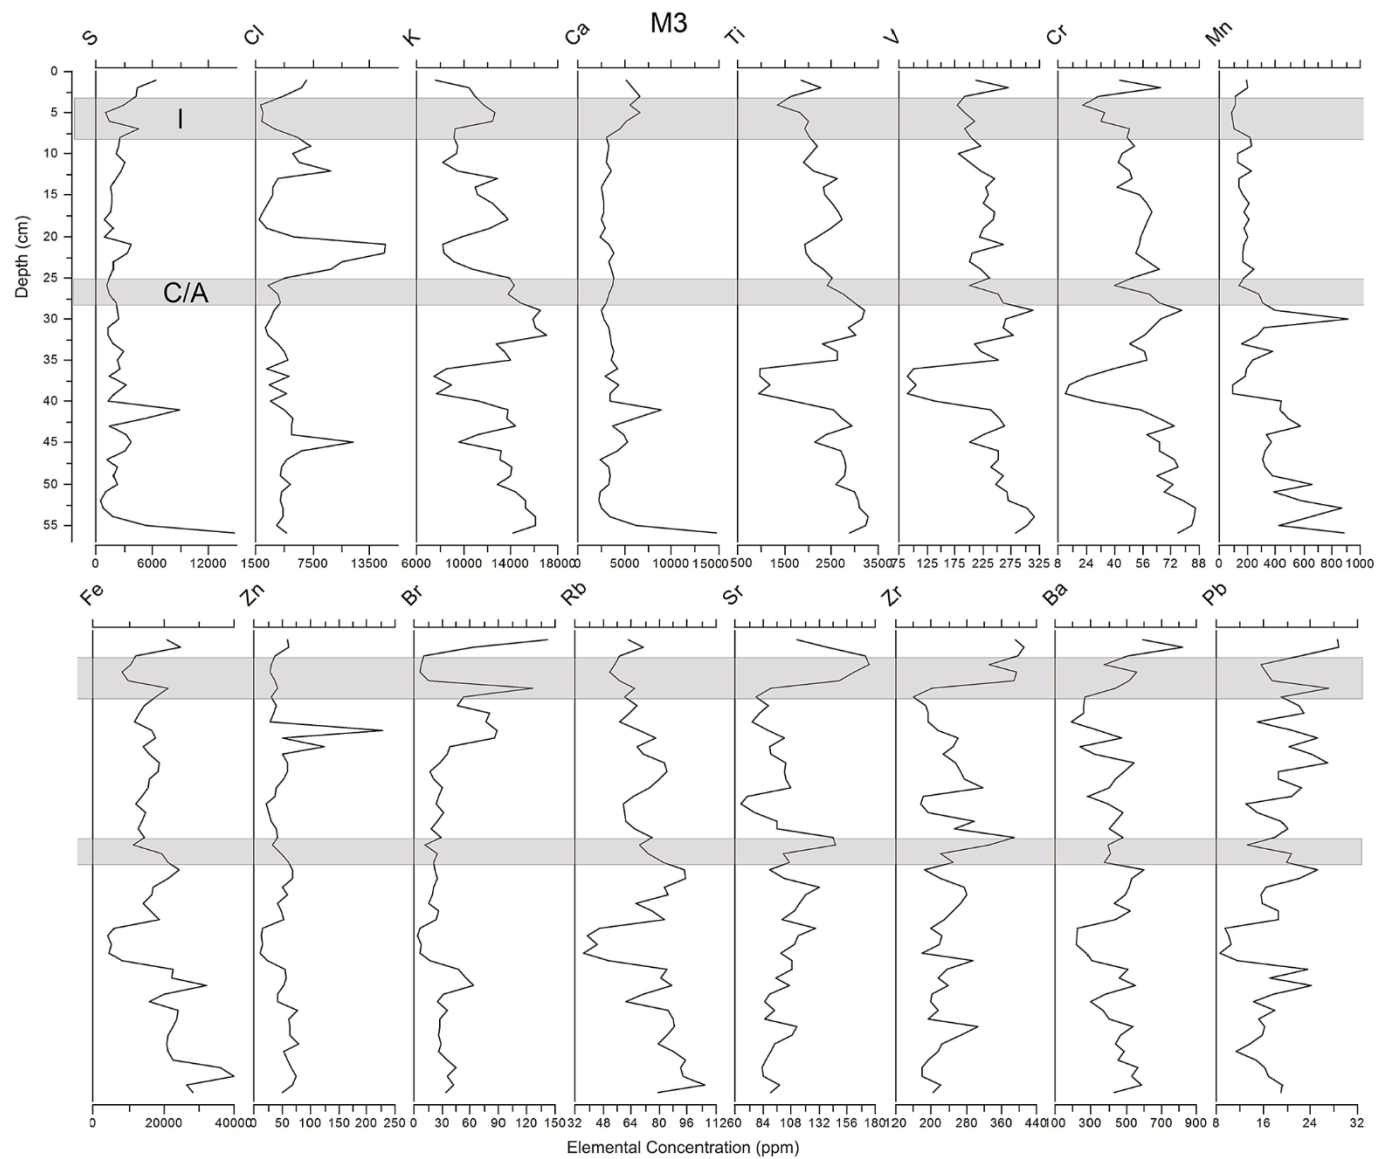 M3
S Cl K Ca Ti V Cr Mn
0
5
I
10
15
20
25
C/A
30
35
40
45
50
55
Depth (cm)
0 6000 12000 1500 7500 13500 6000 10000 14000 18000 0 5000 10000 15000 500 1500 2500 3500 75 125 175 225 275 325 8 24 40 56 72 88 0 200 400 600 800 1000
Fe Zn Br Rb Sr Zr Ba Pb
0 20000 40000 0 50 100 150 200 250 0 30 60 90 120 150 32 48 64 80 96 112 60 84 108 132 156 180 120 200 280 360 440 100 300 500 700 900 8 16 24 32
Elemental Concentration (ppm)